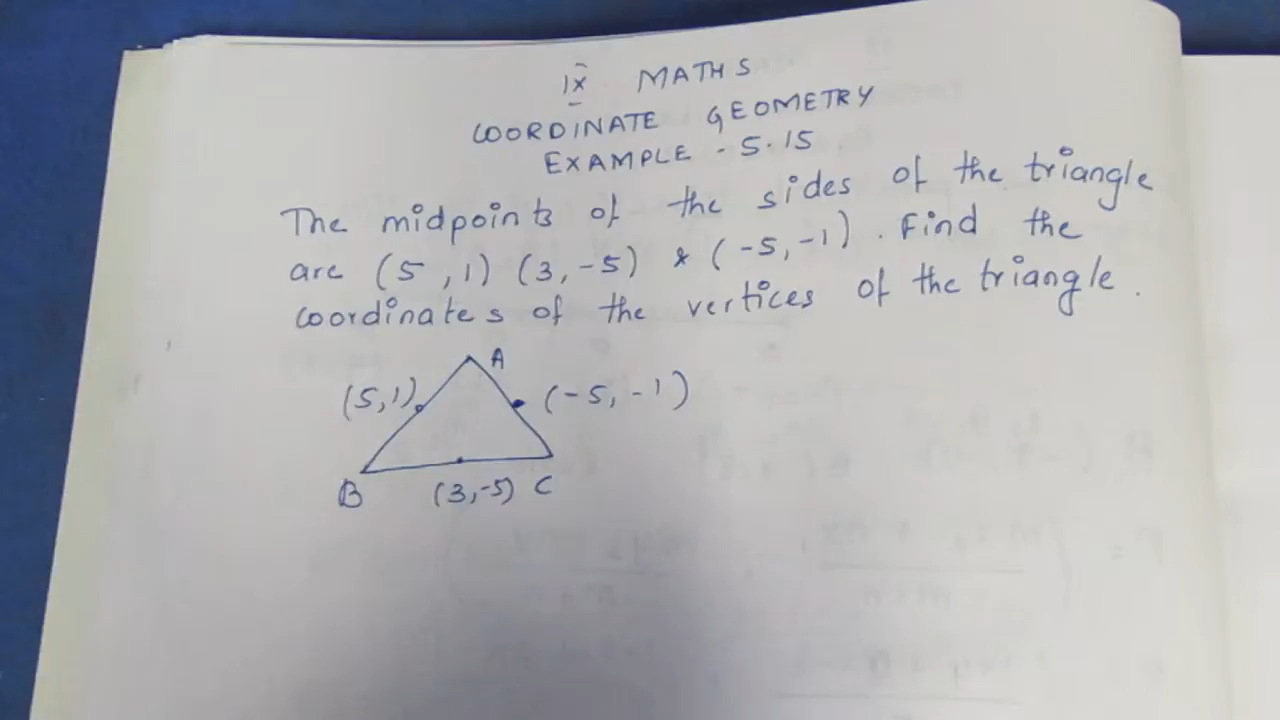 IX MATHS
COORDINATE GEOMETRY
EXAMPLE - 5.15
The midpoints of the sides of the triangle
are (5, 1) (3, -5) & (-5, -1). Find the
coordinates of the vertices of the triangle.
A
(5,1) (-5, -1)
B (3,-5) C